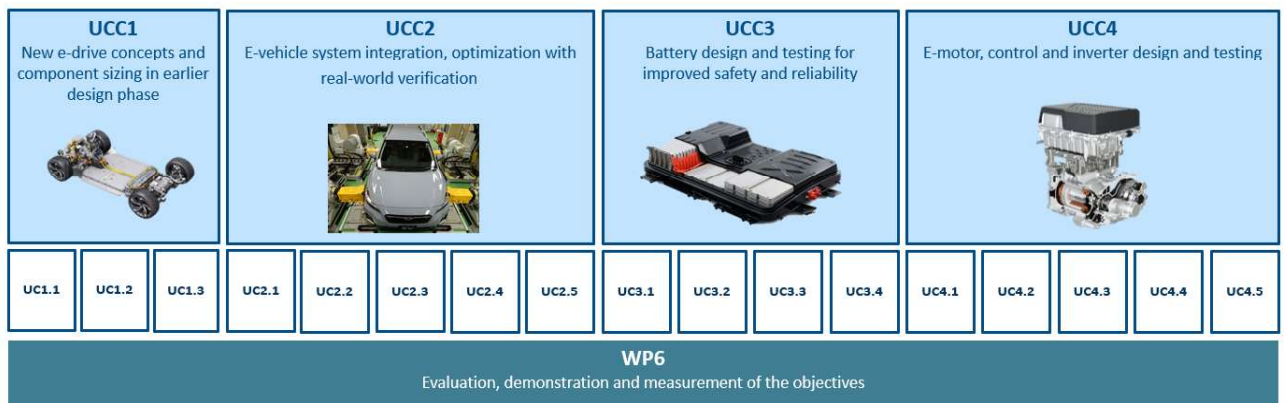 UCC1
New e-drive concepts and
component sizing in earlier
design phase
UCC2
E-vehicle system integration, optimization with
real-world verification
UCC3
Battery design and testing for
improved safety and reliability
UCC4
E-motor, control and inverter design and testing
UC1.1
UC1.2
UC1.3
UC2.1
UC2.2
UC2.3
UC2.4
UC2.5
UC3.1
UC3.2
UC3.3
UC3.4
UC4.1
UC4.2
UC4.3
UC4.4
UC4.5
WP6
Evaluation, demonstration and measurement of the objectives